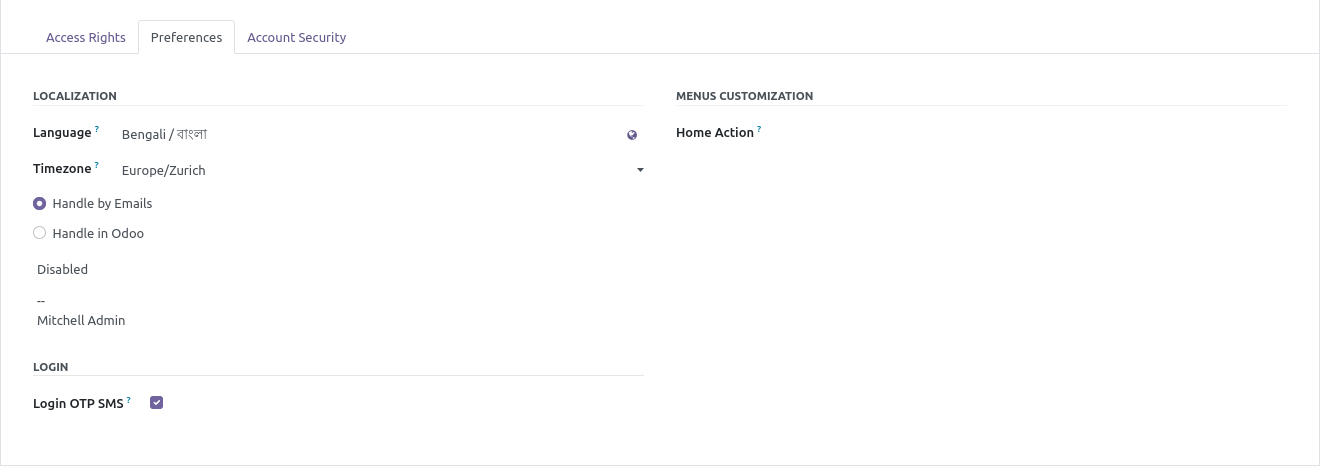 Access Rights
Preferences
Account Security
LOCALIZATION
Language ?
Bengali / বাংলা
Timezone ?
Europe/Zurich
Handle by Emails
Handle in Odoo
Disabled
--
Mitchell Admin
LOGIN
Login OTP SMS ?
MENUS CUSTOMIZATION
Home Action ?